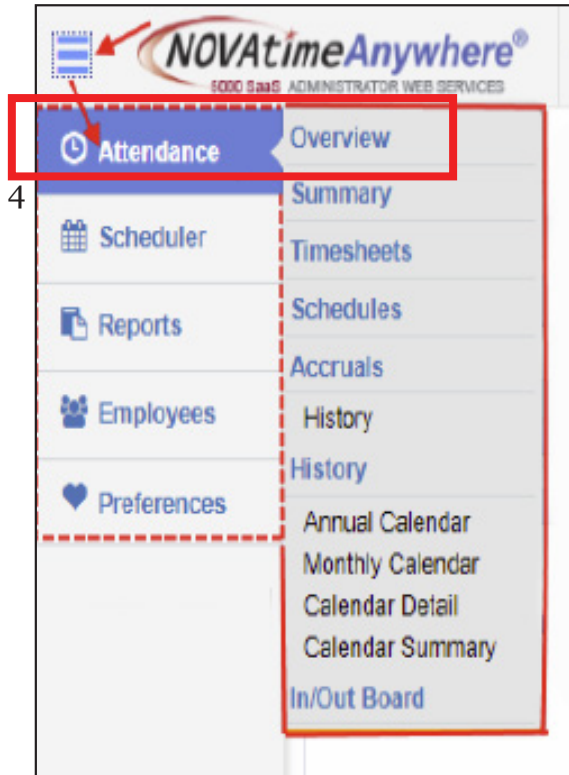 NOVAtimeAnywhere®
5000 SaaS ADMINISTRATOR WEB SERVICES
4
Attendance
Scheduler
Reports
Employees
Preferences
Overview
Summary
Timesheets
Schedules
Accruals
History
History
Annual Calendar
Monthly Calendar
Calendar Detail
Calendar Summary
In/Out Board